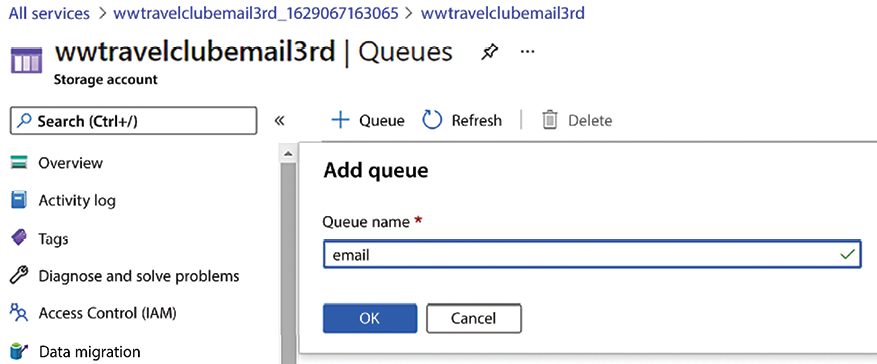 All services > wwtravelclubemail3rd_1629067163065 > wwtravelclubemail3rd
wwtravelclubemail3rd | Queues ...
Storage account
Search (Ctrl+/) «
+ Queue Refresh | Delete
Overview
Activity log
Tags
Diagnose and solve problems
Access Control (IAM)
Data migration
Add queue
Queue name *
email
OK Cancel